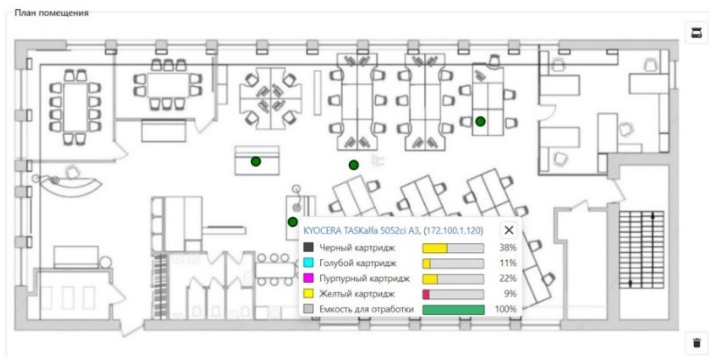 План помещения
KYOCERA TASKalfa 5052ci A3, (172.100.1.120)
Черный картридж 38%
Голубой картридж 11%
Пурпурный картридж 22%
Желтый картридж 9%
Емкость для отработки 100%